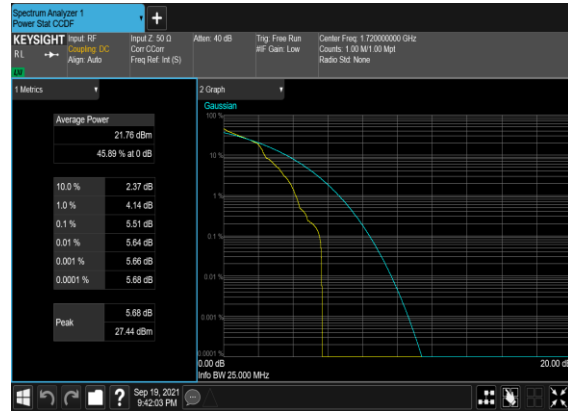 Spectrum Analyzer 1
Power Stat CCDF
+
KEYSIGHT
Input: RF
Coupling: DC
Align: Auto
Input Z: 50 Ω
Corr CCorr
Freq Ref: Int (S)
Atten: 40 dB
Trig: Free Run
#IF Gain: Low
Center Freq: 1.720000000 GHz
Counts: 1.00 M/1.00 Mpt
Radio Std: None
R L
LXI
1 Metrics
2 Graph
Average Power
21.76 dBm
45.89 % at 0 dB
10.0 % 2.37 dB
1.0 % 4.14 dB
0.1 % 5.51 dB
0.01 % 5.64 dB
0.001 % 5.66 dB
0.0001 % 5.68 dB
Peak
5.68 dB
27.44 dBm
Gaussian
100 %
10 %
1 %
0.1 %
0.01 %
0.001 %
0.0001 %
0.00 dB
20.00 dB
Info BW 25.000 MHz
?
Sep 19, 2021
9:42:03 PM